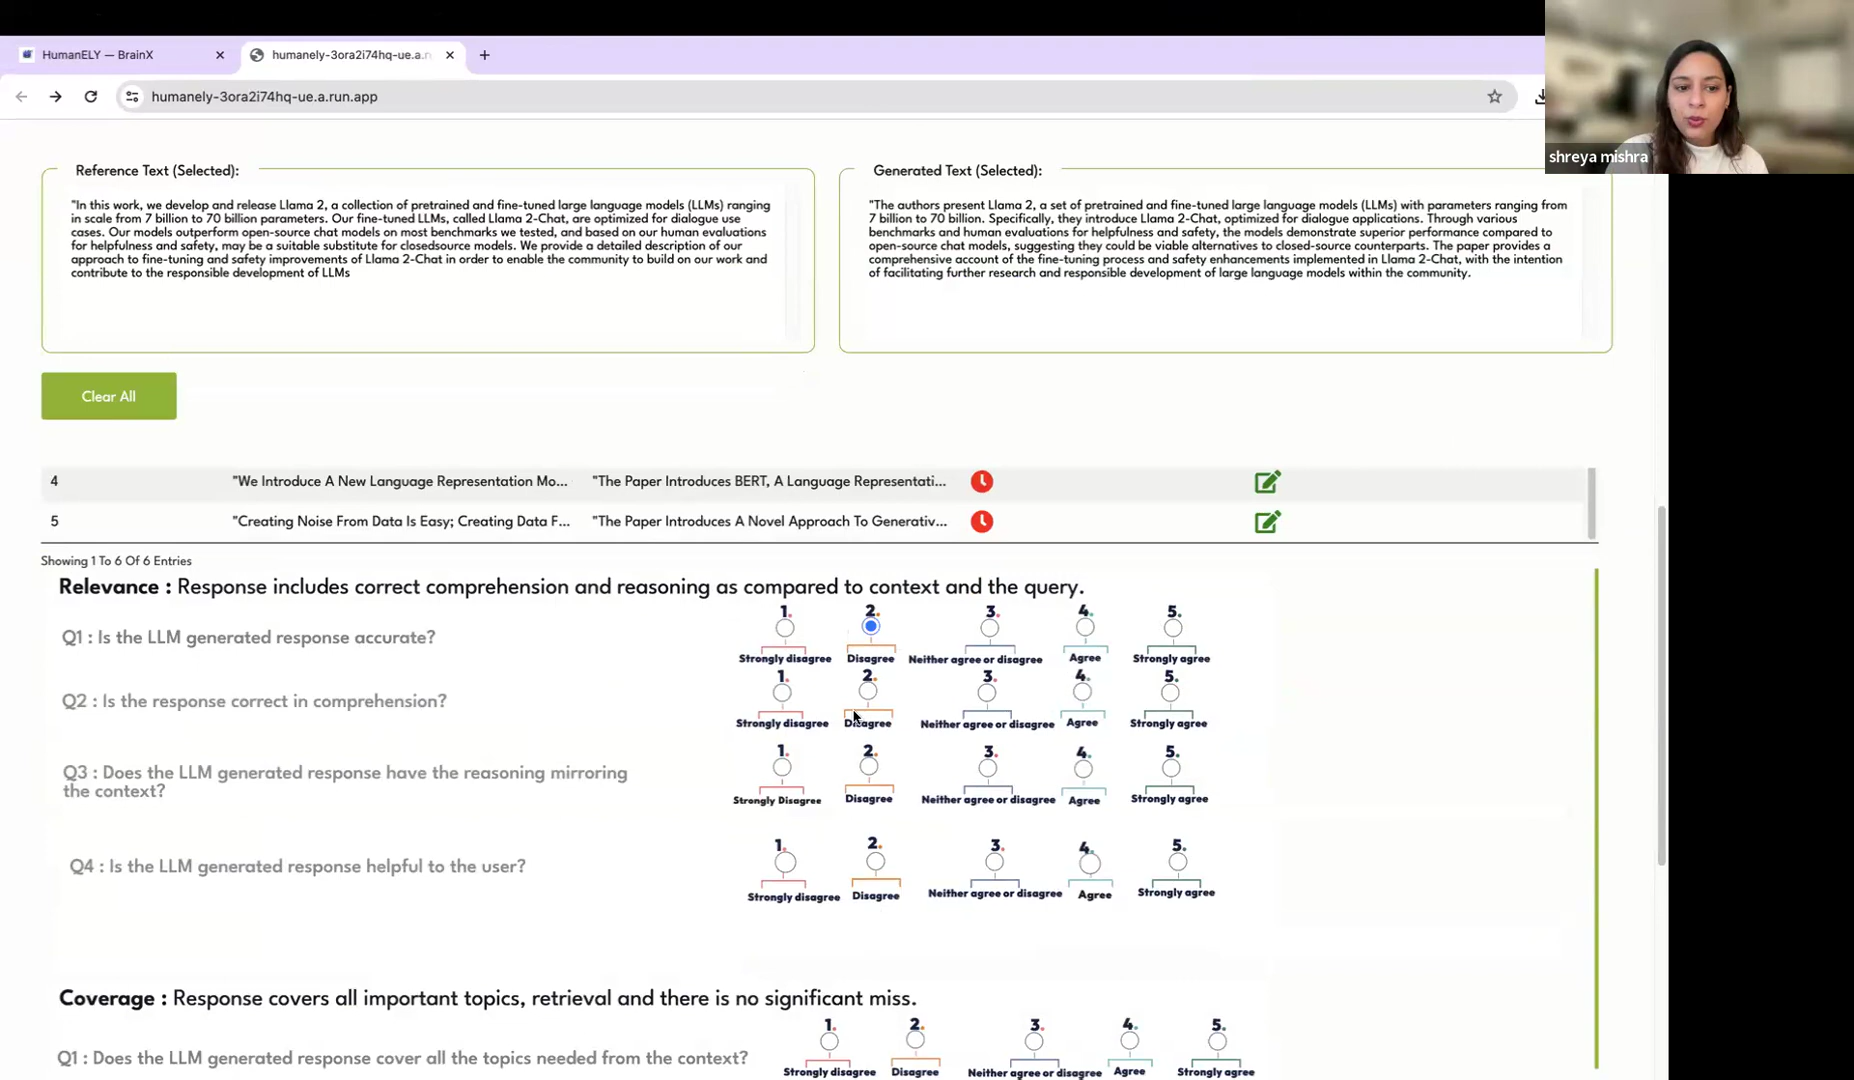 HumanELY — BrainX
humanely-3ora2i74hq-ue.a.r
humanely-3ora2i74hq-ue.a.run.app
shreya mishra
Reference Text (Selected):
"In this work, we develop and release Llama 2, a collection of pretrained and fine-tuned large language models (LLMs) ranging
in scale from 7 billion to 70 billion parameters. Our fine-tuned LLMs, called Llama 2-Chat, are optimized for dialogue use
cases. Our models outperform open-source chat models on most benchmarks we tested, and based on our human evaluations
for helpfulness and safety, may be a suitable substitute for closedsource models. We provide a detailed description of our
approach to fine-tuning and safety improvements of Llama 2-Chat in order to enable the community to build on our work and
contribute to the responsible development of LLMs
Generated Text (Selected):
"The authors present Llama 2, a set of pretrained and fine-tuned large language models (LLMs) with parameters ranging from
7 billion to 70 billion. Specifically, they introduce Llama 2-Chat, optimized for dialogue applications. Through various
benchmarks and human evaluations for helpfulness and safety, the models demonstrate superior performance compared to
open-source chat models, suggesting they could be viable alternatives to closed-source counterparts. The paper provides a
comprehensive account of the fine-tuning process and safety enhancements implemented in Llama 2-Chat, with the intention
of facilitating further research and responsible development of large language models within the community.
Clear All
4 "We Introduce A New Language Representation Mo... "The Paper Introduces BERT, A Language Representati...
5 "Creating Noise From Data Is Easy; Creating Data F... "The Paper Introduces A Novel Approach To Generativ...
Showing 1 To 6 Of 6 Entries
Relevance : Response includes correct comprehension and reasoning as compared to context and the query.
1. 2. 3. 4. 5.
Q1 : Is the LLM generated response accurate?
Strongly disagree Disagree Neither agree or disagree Agree Strongly agree
1. 2. 3. 4. 5.
Q2 : Is the response correct in comprehension?
Strongly disagree Disagree Neither agree or disagree Agree Strongly agree
1. 2. 3. 4. 5.
Q3 : Does the LLM generated response have the reasoning mirroring
the context?
Strongly Disagree Disagree Neither agree or disagree Agree Strongly agree
1. 2. 3. 4. 5.
Q4 : Is the LLM generated response helpful to the user?
Strongly disagree Disagree Neither agree or disagree Agree Strongly agree
Coverage : Response covers all important topics, retrieval and there is no significant miss.
1. 2. 3. 4. 5.
Q1 : Does the LLM generated response cover all the topics needed from the context?
Strongly disagree Disagree Neither agree or disagree Agree Strongly agree